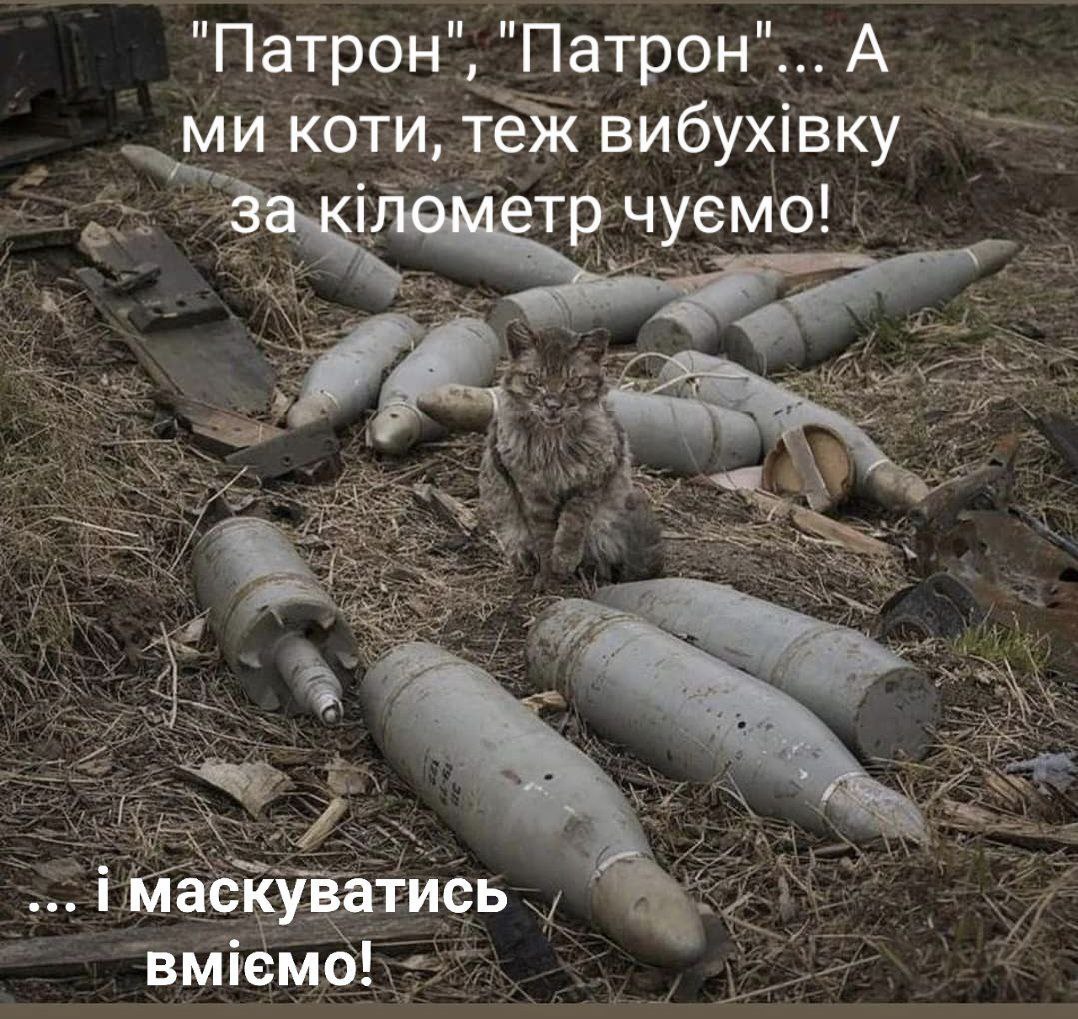 "Патрон", "Патрон"... А
ми коти, теж вибухівку
за кілометр чуємо!
... і маскуватись
вміємо!